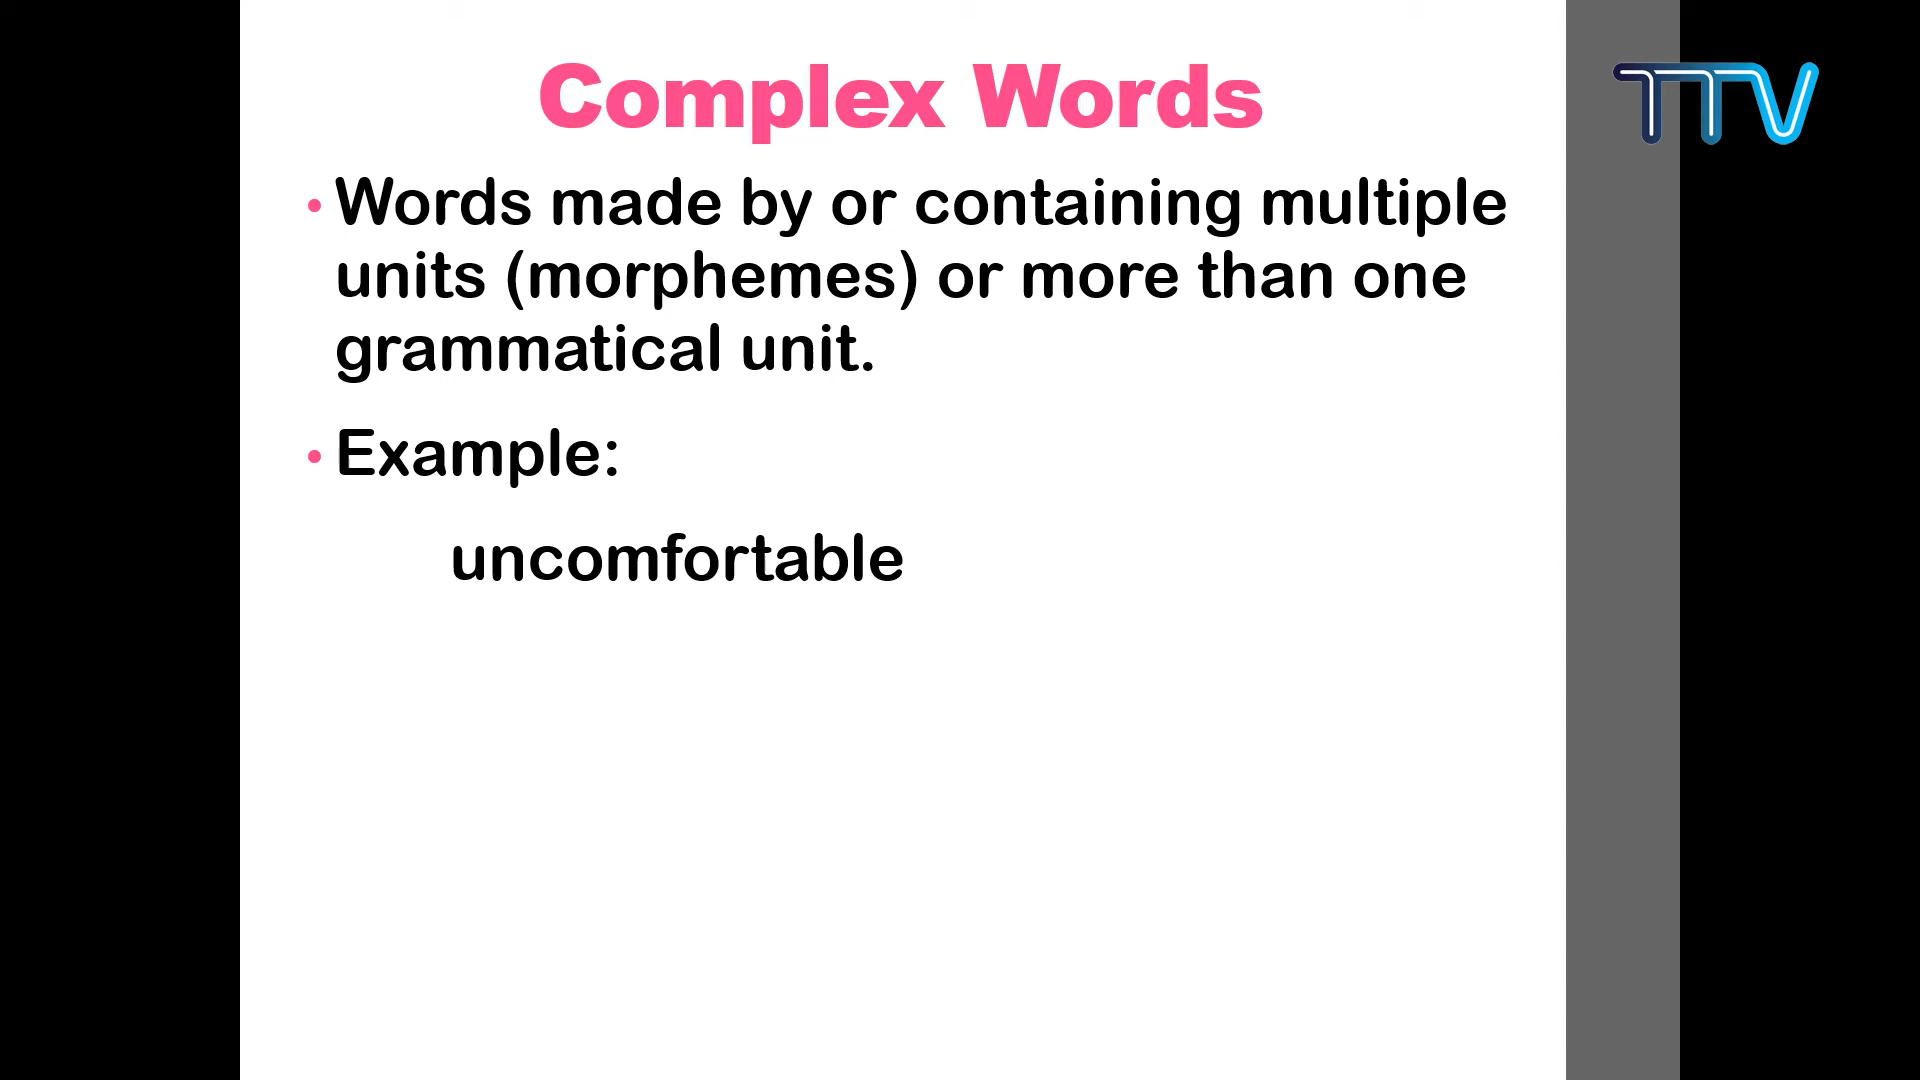 Complex Words
TTV
• Words made by or containing multiple
units (morphemes) or more than one
grammatical unit.
• Example:
uncomfortable